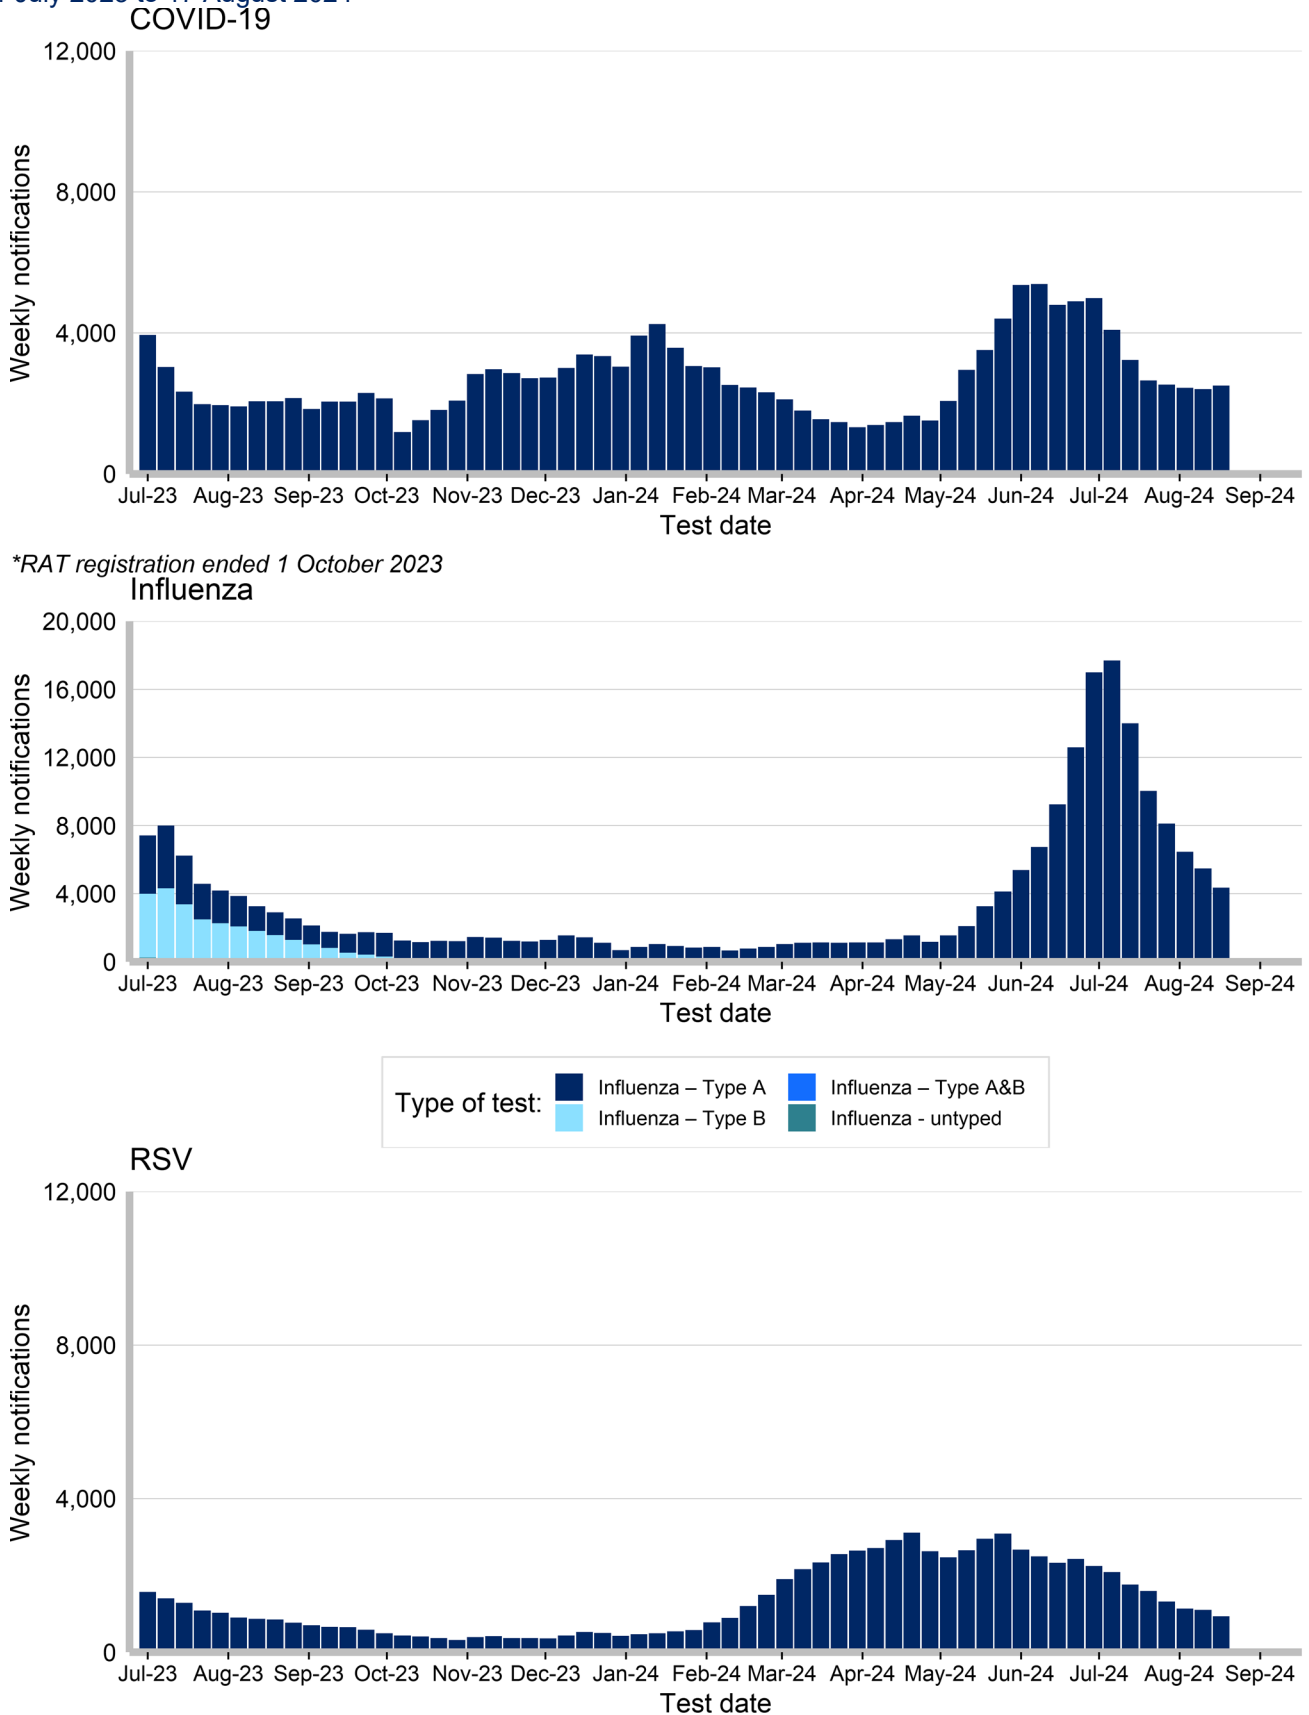 COVID-19
12,000
8,000
4,000
0
Weekly notifications
Jul-23 Aug-23 Sep-23 Oct-23 Nov-23 Dec-23 Jan-24 Feb-24 Mar-24 Apr-24 May-24 Jun-24 Jul-24 Aug-24 Sep-24
Test date
*RAT registration ended 1 October 2023
Influenza
20,000
16,000
12,000
8,000
4,000
0
Weekly notifications
Jul-23 Aug-23 Sep-23 Oct-23 Nov-23 Dec-23 Jan-24 Feb-24 Mar-24 Apr-24 May-24 Jun-24 Jul-24 Aug-24 Sep-24
Test date
Type of test:
Influenza – Type A
Influenza – Type B
Influenza – Type A&B
Influenza - untyped
RSV
12,000
8,000
4,000
0
Weekly notifications
Jul-23 Aug-23 Sep-23 Oct-23 Nov-23 Dec-23 Jan-24 Feb-24 Mar-24 Apr-24 May-24 Jun-24 Jul-24 Aug-24 Sep-24
Test date